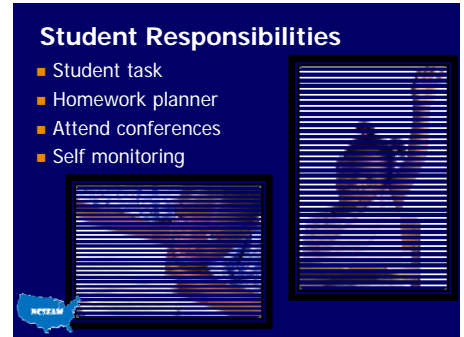 Student Responsibilities
Student task
Homework planner
Attend conferences
Self monitoring
NCSEAM